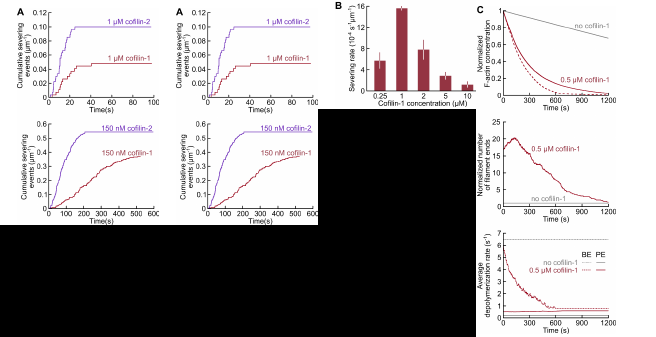 A
Cumulative severing
events (μm⁻¹)
0.12
0.10
0.08
0.06
0.04
0.02
0
1 μM cofilin-2
1 μM cofilin-1
0 20 40 60 80 100
Time(s)
Cumulative severing
events (μm⁻¹)
0.6
0.5
0.4
0.3
0.2
0.1
0
150 nM cofilin-2
150 nM cofilin-1
0 100 200 300 400 500 600
Time(s)
A
Cumulative severing
events (μm⁻¹)
0.12
0.10
0.08
0.06
0.04
0.02
0
1 μM cofilin-2
1 μM cofilin-1
0 20 40 60 80 100
Time(s)
Cumulative severing
events (μm⁻¹)
0.6
0.5
0.4
0.3
0.2
0.1
0
150 nM cofilin-2
150 nM cofilin-1
0 100 200 300 400 500 600
Time(s)
B
Severing rate (10⁻⁴ s⁻¹μm⁻¹)
15
10
5
0
0.25 1 2 5 10
Cofilin-1 concentration (μM)
C
Normalized
F-actin concentration
1
0.8
0.6
0.4
0.2
0
no cofilin-1
0.5 μM cofilin-1
0 300 600 900 1200
Normalized number
of filament ends
25
20
15
10
5
0
0.5 μM cofilin-1
no cofilin-1
0 300 600 900 1200
Average
depolymerization rate (s⁻¹)
7
6
5
4
3
2
1
0
BE PE
no cofilin-1
0.5 μM cofilin-1
0 300 600 900 1200
Time(s)